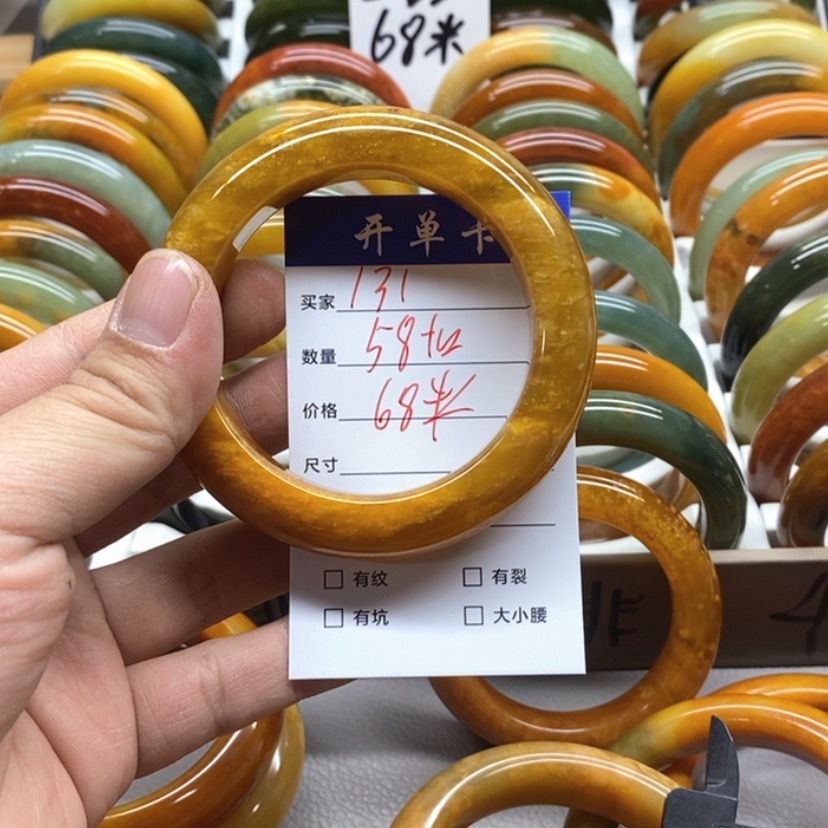 68米
开单卡
买家 131
数量 58加
价格 68米
尺寸
有纹 有裂
有坑 大小腰